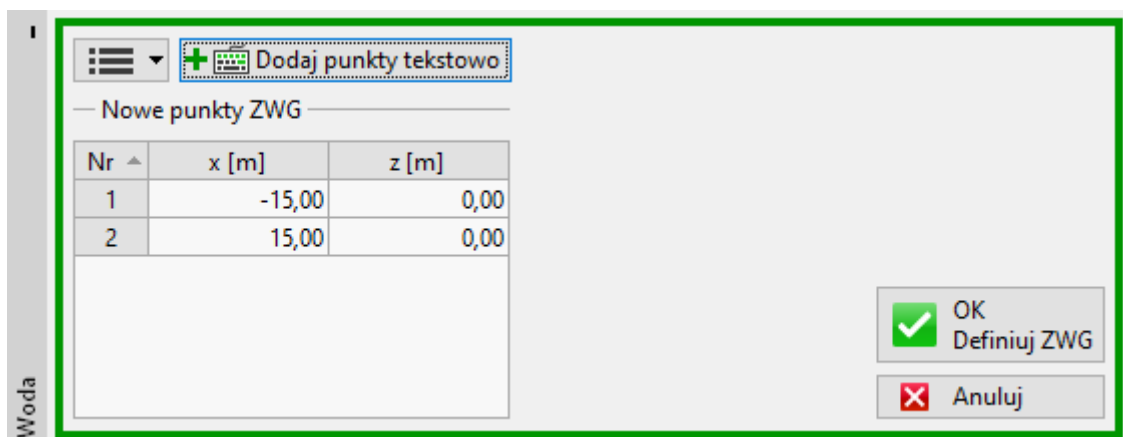 Dodaj punkty tekstowo
Nowe punkty ZWG
Nr x [m] z [m]
1 -15,00 0,00
2 15,00 0,00
OK
Definiuj ZWG
Anuluj
Woda